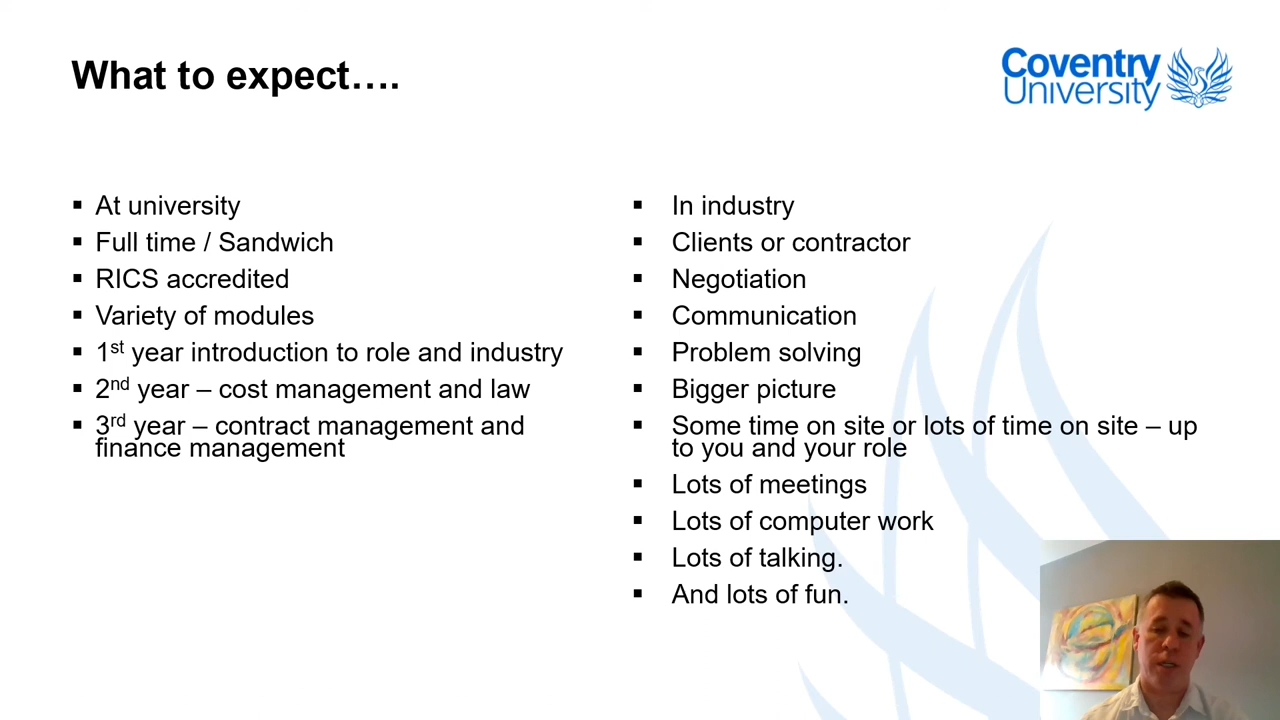 What to expect….
Coventry
University
At university
Full time / Sandwich
RICS accredited
Variety of modules
1st year introduction to role and industry
2nd year – cost management and law
3rd year – contract management and
finance management
In industry
Clients or contractor
Negotiation
Communication
Problem solving
Bigger picture
Some time on site or lots of time on site – up
to you and your role
Lots of meetings
Lots of computer work
Lots of talking.
And lots of fun.